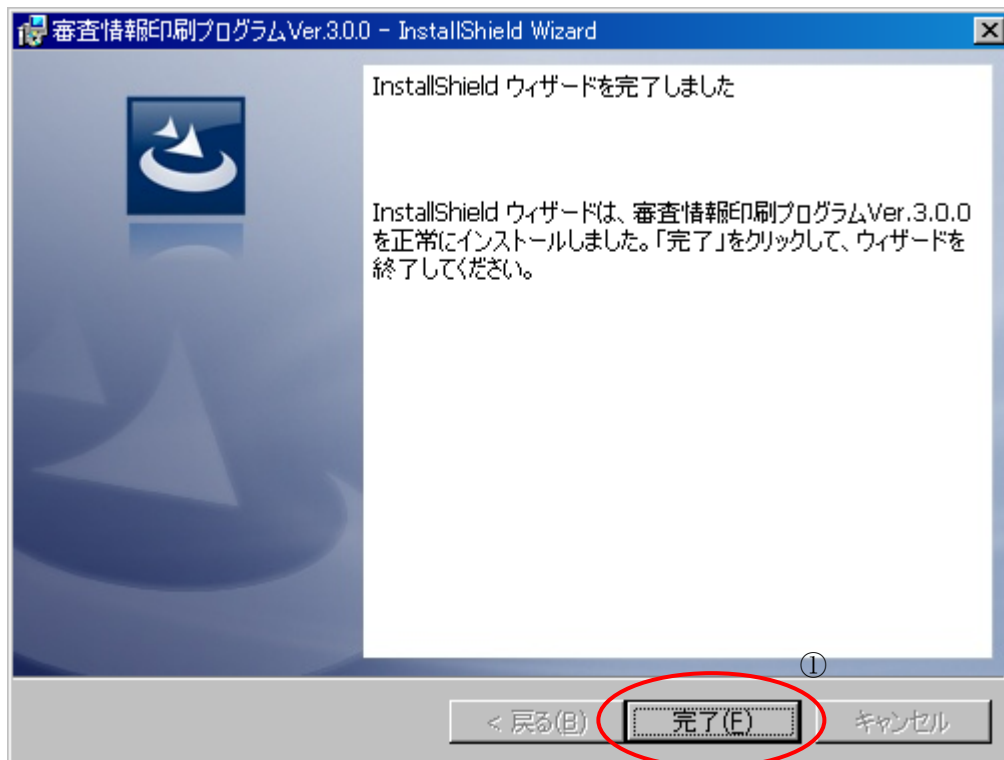 審査情報印刷プログラムVer.3.0.0 - InstallShield Wizard
InstallShield ウィザードを完了しました
InstallShield ウィザードは、審査情報印刷プログラムVer.3.0.0
を正常にインストールしました。「完了」をクリックして、ウィザードを
終了してください。
①
< 戻る(B) 完了(F) キャンセル